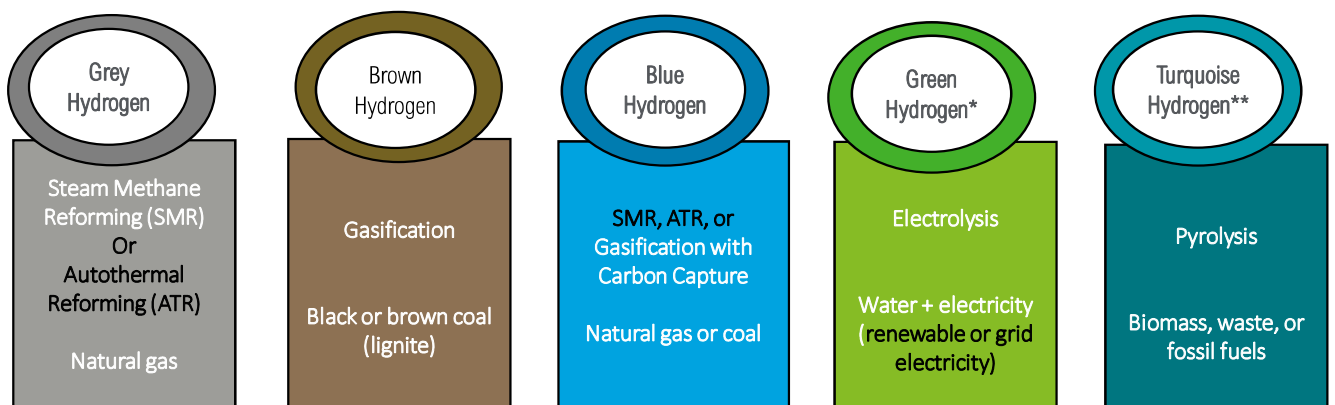 Grey
Hydrogen
Steam Methane
Reforming (SMR)
Or
Autothermal
Reforming (ATR)
Natural gas
Brown
Hydrogen
Gasification
Black or brown coal
(lignite)
Blue
Hydrogen
SMR, ATR, or
Gasification with
Carbon Capture
Natural gas or coal
Green
Hydrogen*
Electrolysis
Water + electricity
(renewable or grid
electricity)
Turquoise
Hydrogen**
Pyrolysis
Biomass, waste, or
fossil fuels